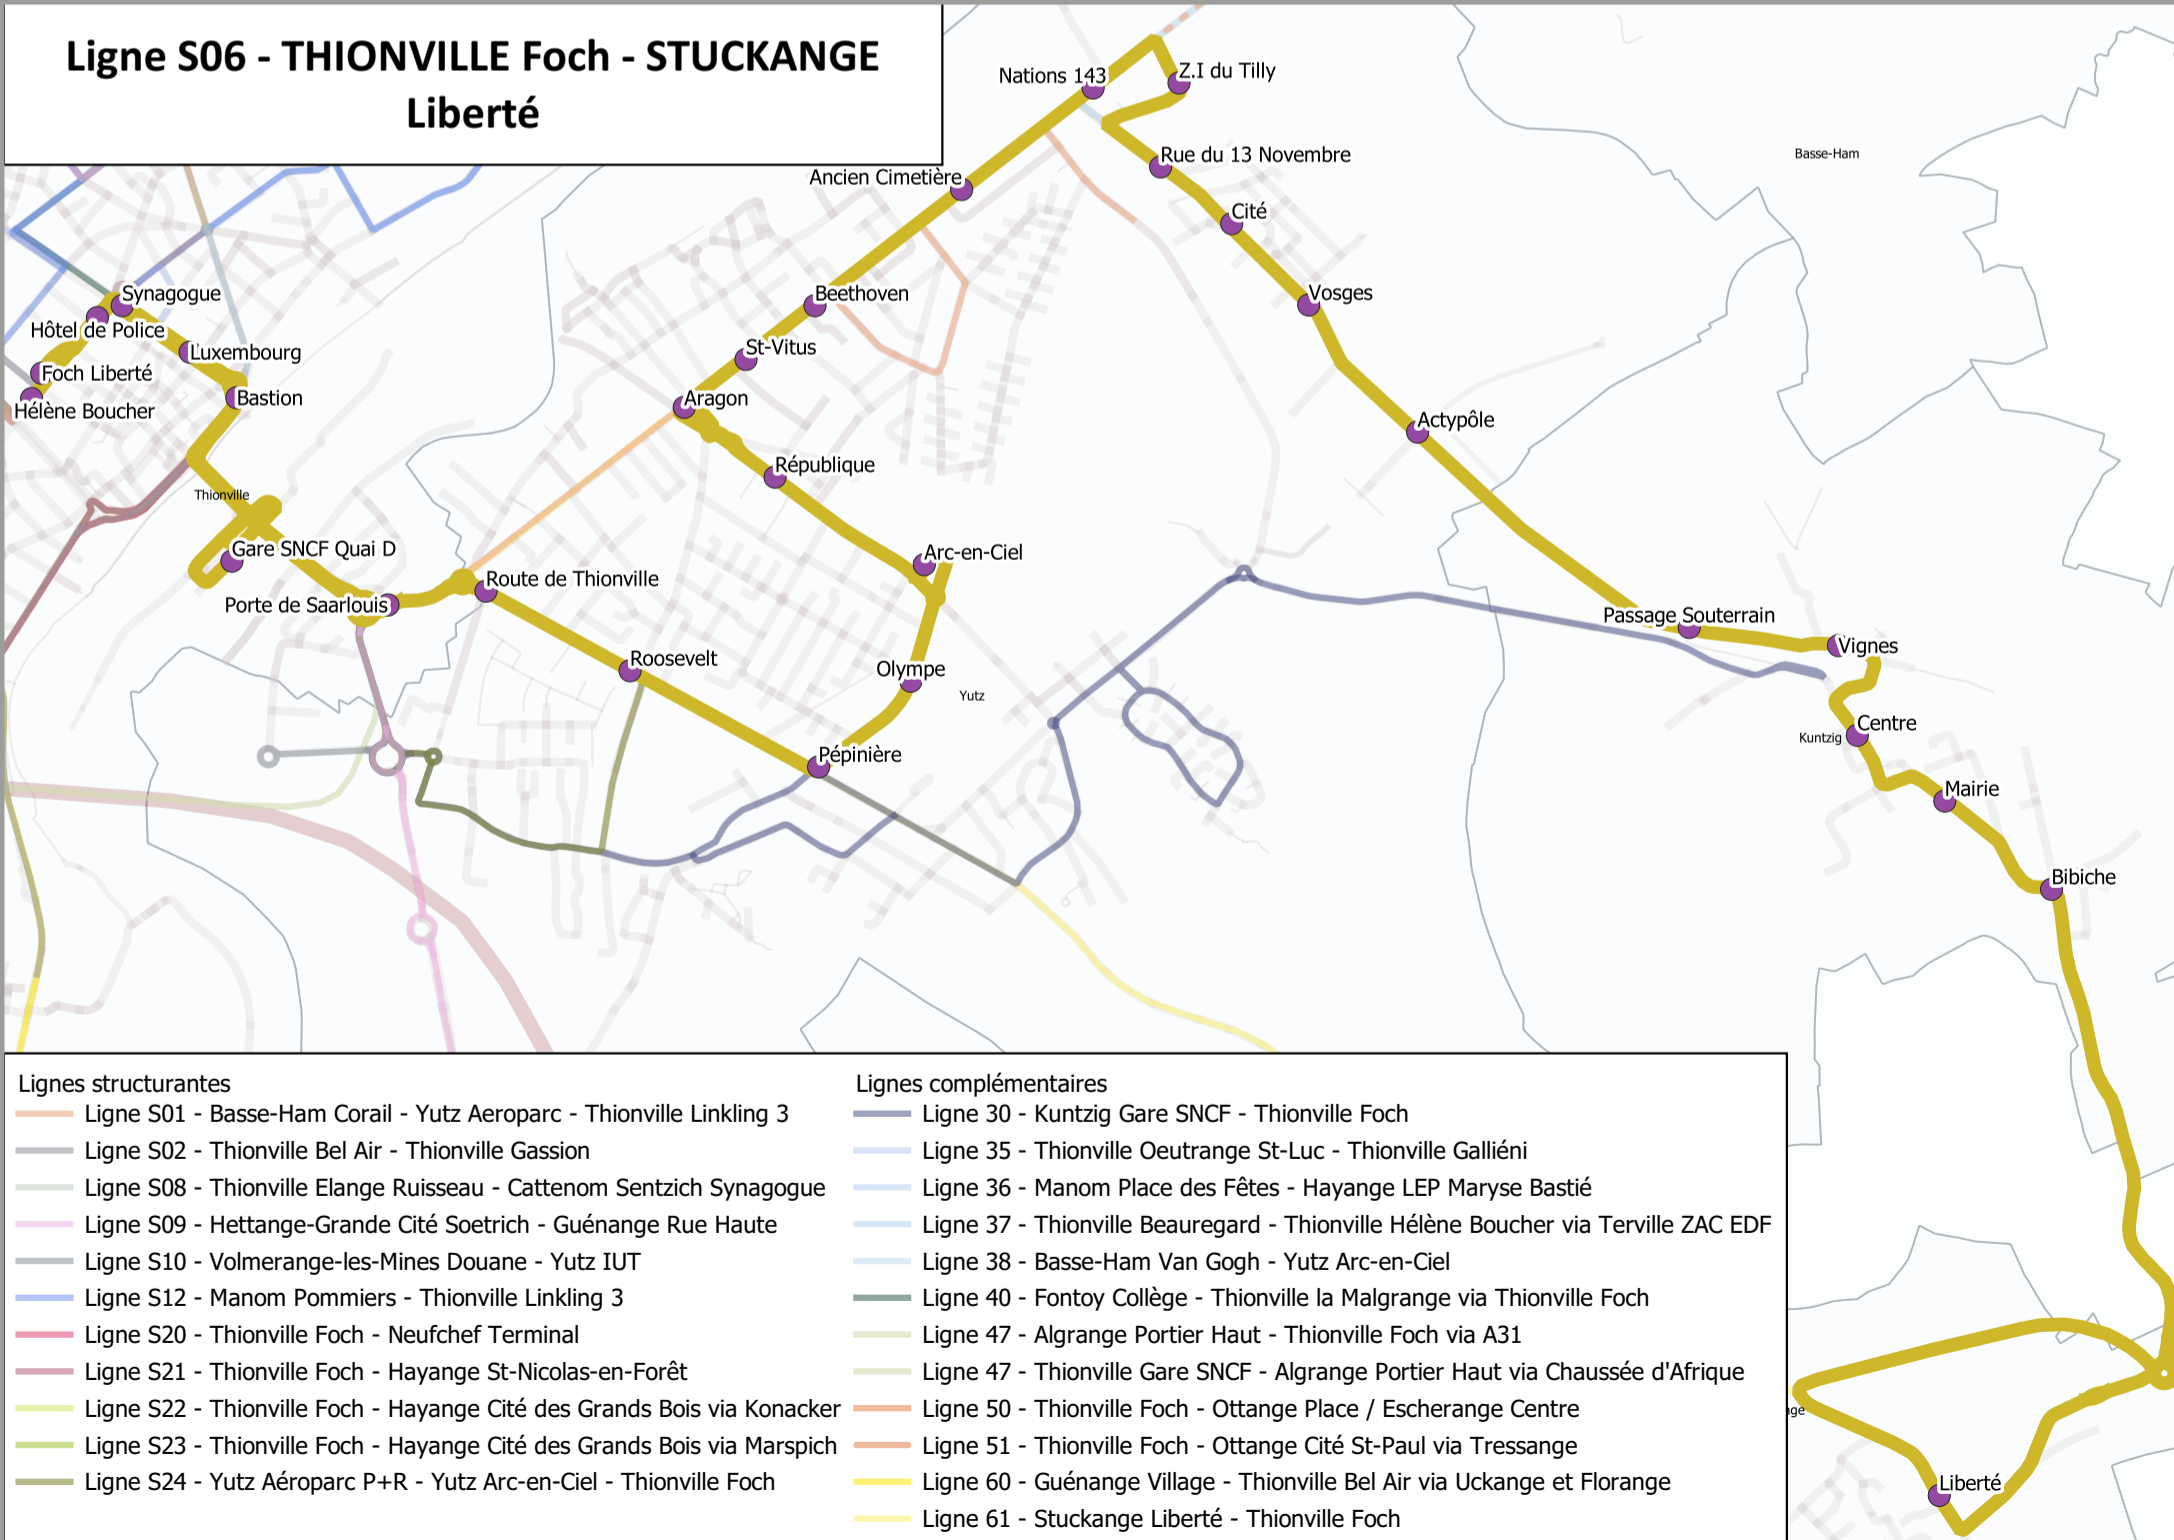 Ligne S06 - THIONVILLE Foch - STUCKANGE
Liberté
Nations 143
Z.I du Tilly
Rue du 13 Novembre
Basse-Ham
Ancien Cimetière
Cité
Synagogue
Beethoven
Vosges
Hôtel de Police
Luxembourg
St-Vitus
Foch Liberté
Bastion
Aragon
Hélène Boucher
Actypôle
République
Thionville
Gare SNCF Quai D
Arc-en-Ciel
Route de Thionville
Porte de Saarlouis
Passage Souterrain
Vignes
Roosevelt
Olympe
Yutz
Centre
Kuntzig
Pépinière
Mairie
Bibiche
Lignes structurantes
Ligne S01 - Basse-Ham Corail - Yutz Aeroparc - Thionville Linkling 3
Ligne S02 - Thionville Bel Air - Thionville Gassion
Ligne S08 - Thionville Elange Ruisseau - Cattenom Sentzich Synagogue
Ligne S09 - Hettange-Grande Cité Soetrich - Guénange Rue Haute
Ligne S10 - Volmerange-les-Mines Douane - Yutz IUT
Ligne S12 - Manom Pommiers - Thionville Linkling 3
Ligne S20 - Thionville Foch - Neufchef Terminal
Ligne S21 - Thionville Foch - Hayange St-Nicolas-en-Forêt
Ligne S22 - Thionville Foch - Hayange Cité des Grands Bois via Konacker
Ligne S23 - Thionville Foch - Hayange Cité des Grands Bois via Marspich
Ligne S24 - Yutz Aéroparc P+R - Yutz Arc-en-Ciel - Thionville Foch
Lignes complémentaires
Ligne 30 - Kuntzig Gare SNCF - Thionville Foch
Ligne 35 - Thionville Oeutrange St-Luc - Thionville Galliéni
Ligne 36 - Manom Place des Fêtes - Hayange LEP Maryse Bastié
Ligne 37 - Thionville Beauregard - Thionville Hélène Boucher via Terville ZAC EDF
Ligne 38 - Basse-Ham Van Gogh - Yutz Arc-en-Ciel
Ligne 40 - Fontoy Collège - Thionville la Malgrange via Thionville Foch
Ligne 47 - Algrange Portier Haut - Thionville Foch via A31
Ligne 47 - Thionville Gare SNCF - Algrange Portier Haut via Chaussée d'Afrique
Ligne 50 - Thionville Foch - Ottange Place / Escherange Centre
Ligne 51 - Thionville Foch - Ottange Cité St-Paul via Tressange
Ligne 60 - Guénange Village - Thionville Bel Air via Uckange et Florange
Ligne 61 - Stuckange Liberté - Thionville Foch
Liberté